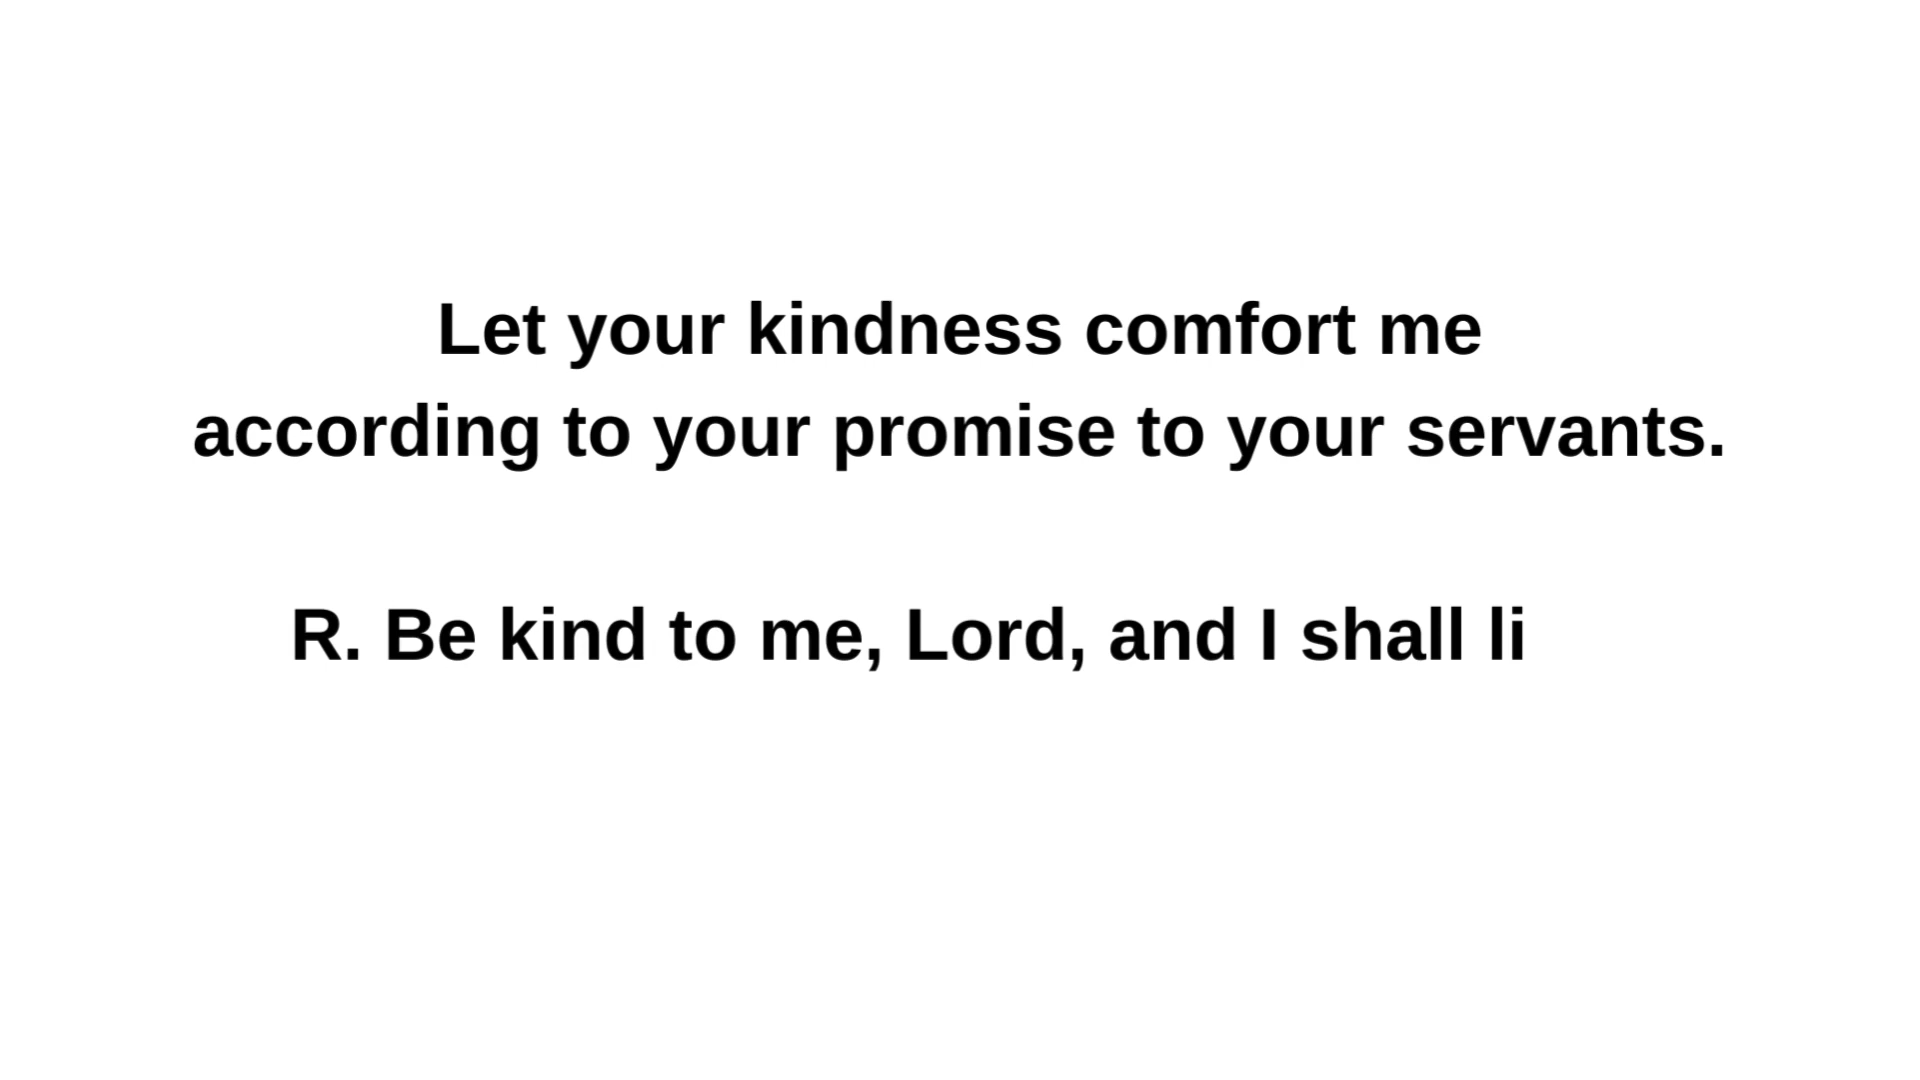 Let your kindness comfort me
according to your promise to your servants.
R. Be kind to me, Lord, and I shall li